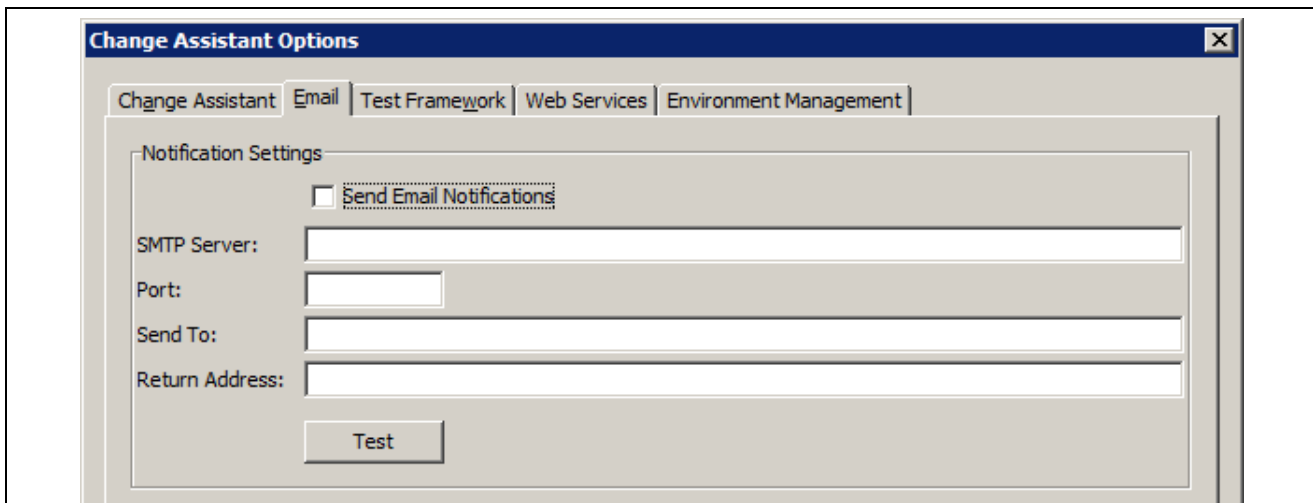 Change Assistant Options
Change Assistant Email Test Framework Web Services Environment Management
Notification Settings
Send Email Notifications
SMTP Server:
Port:
Send To:
Return Address:
Test